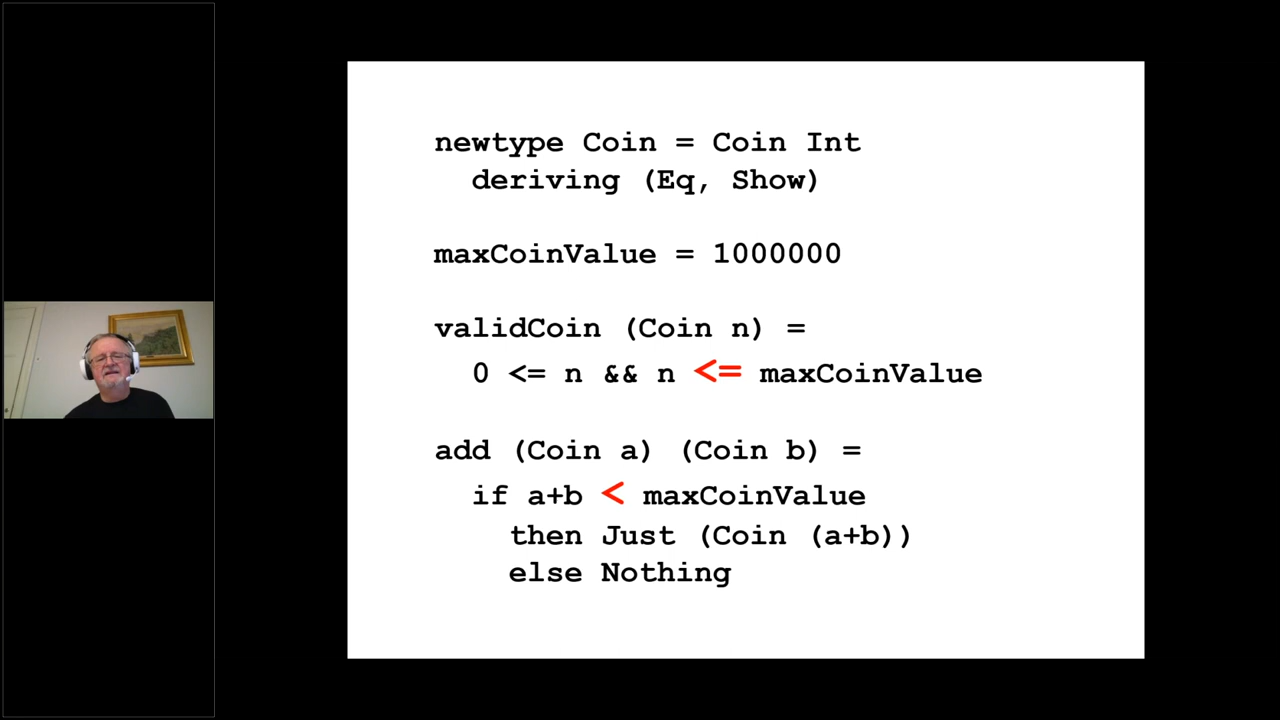 newtype Coin = Coin Int
deriving (Eq, Show)
maxCoinValue = 1000000
validCoin (Coin n) =
0 <= n && n <= maxCoinValue
add (Coin a) (Coin b) =
if a+b < maxCoinValue
then Just (Coin (a+b))
else Nothing